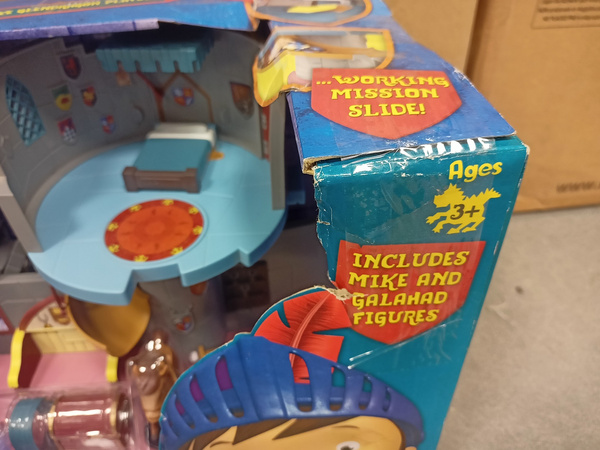 ...WORKING
MISSION
SLIDE!
Ages
3+
INCLUDES
MIKE AND
GALAHAD
FIGURES